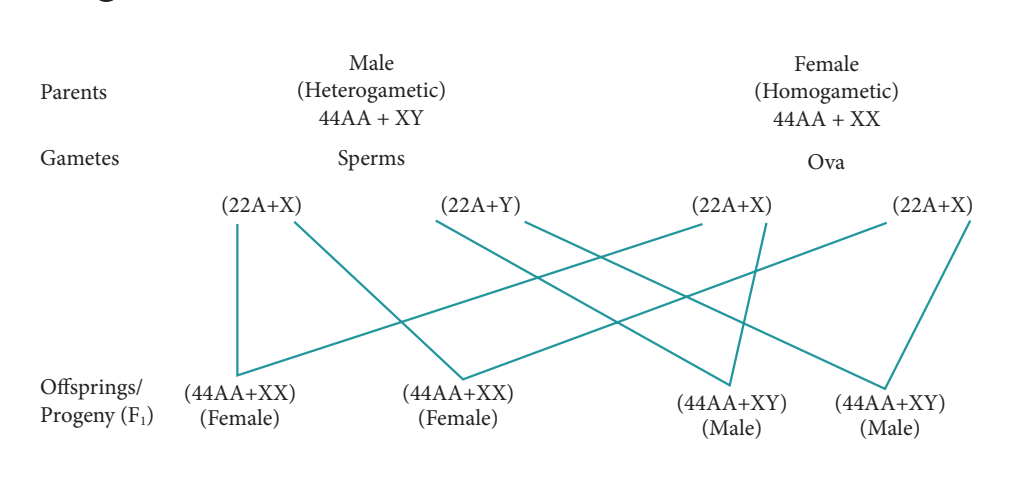 Parents
Male
(Heterogametic)
44AA + XY
Female
(Homogametic)
44AA + XX
Gametes
Sperms
Ova
(22A+X)
(22A+Y)
(22A+X)
(22A+X)
Offsprings/
Progeny (F₁)
(44AA+XX)
(Female)
(44AA+XX)
(Female)
(44AA+XY)
(Male)
(44AA+XY)
(Male)